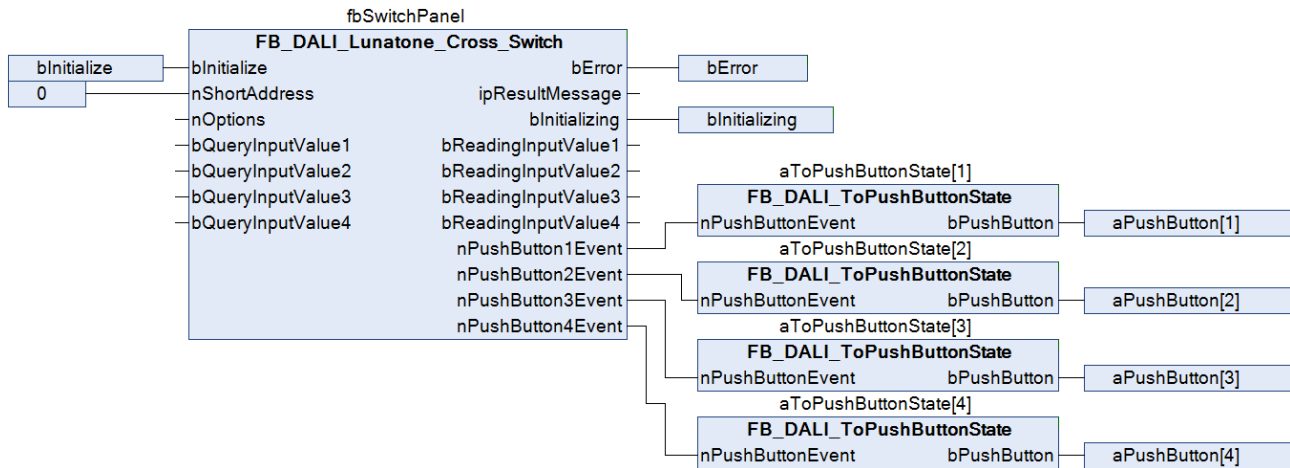 fbSwitchPanel
FB_DALI_Lunatone_Cross_Switch
bInitialize bInitialize bError bError
0 nShortAddress ipResultMessage
nOptions bInitializing bInitializing
bQueryInputValue1 bReadingInputValue1
bQueryInputValue2 bReadingInputValue2 aToPushButtonState[1]
bQueryInputValue3 bReadingInputValue3 FB_DALI_ToPushButtonState
bQueryInputValue4 bReadingInputValue4 nPushButtonEvent bPushButton aPushButton[1]
nPushButton1Event aToPushButtonState[2]
nPushButton2Event FB_DALI_ToPushButtonState
nPushButton3Event nPushButtonEvent bPushButton aPushButton[2]
nPushButton4Event aToPushButtonState[3]
FB_DALI_ToPushButtonState
nPushButtonEvent bPushButton aPushButton[3]
aToPushButtonState[4]
FB_DALI_ToPushButtonState
nPushButtonEvent bPushButton aPushButton[4]